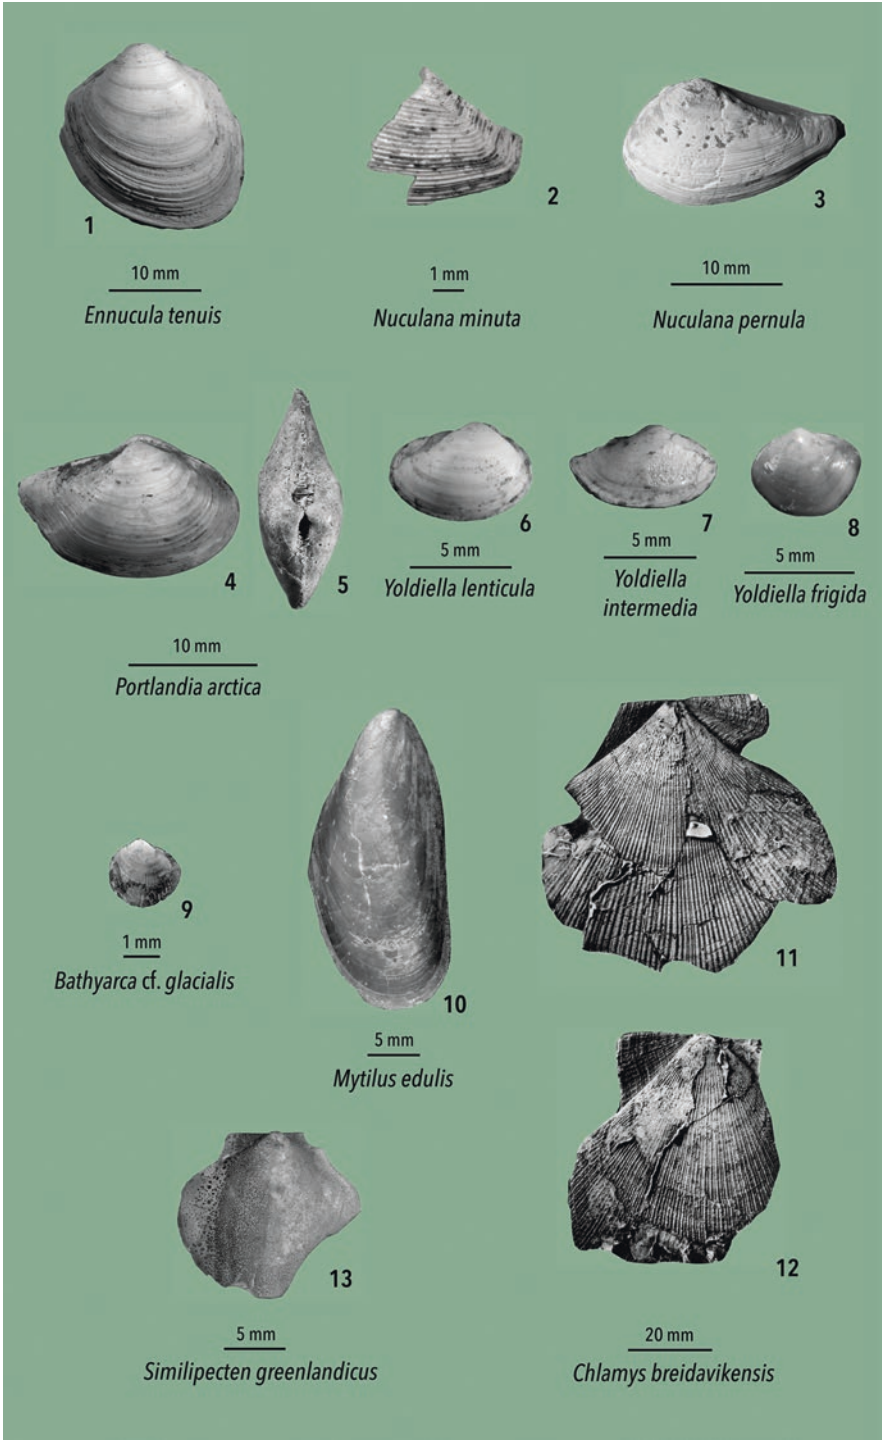 1
2
3
10 mm
1 mm
10 mm
Ennucula tenuis
Nuculana minuta
Nuculana pernula
4
5
6
7
8
5 mm
5 mm
5 mm
Yoldiella lenticula
Yoldiella
intermedia
Yoldiella frigida
10 mm
Portlandia arctica
9
10
11
1 mm
Bathyarca cf. glacialis
5 mm
Mytilus edulis
12
13
5 mm
20 mm
Similipecten greenlandicus
Chlamys breidavikensis